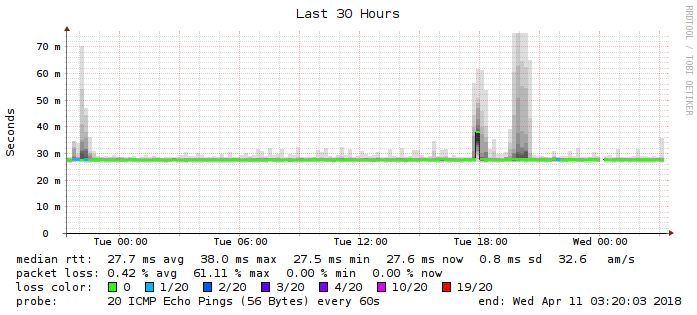 Last 30 Hours
RRDTOOL / TOBI OETIKER
Seconds
70 m
60 m
50 m
40 m
30 m
20 m
10 m
0
Tue 00:00 Tue 06:00 Tue 12:00 Tue 18:00 Wed 00:00
median rtt: 27.7 ms avg 38.0 ms max 27.5 ms min 27.6 ms now 0.8 ms sd 32.6 am/s
packet loss: 0.42 % avg 61.11 % max 0.00 % min 0.00 % now
loss color: 0 1/20 2/20 3/20 4/20 10/20 19/20
probe: 20 ICMP Echo Pings (56 Bytes) every 60s end: Wed Apr 11 03:20:03 2018